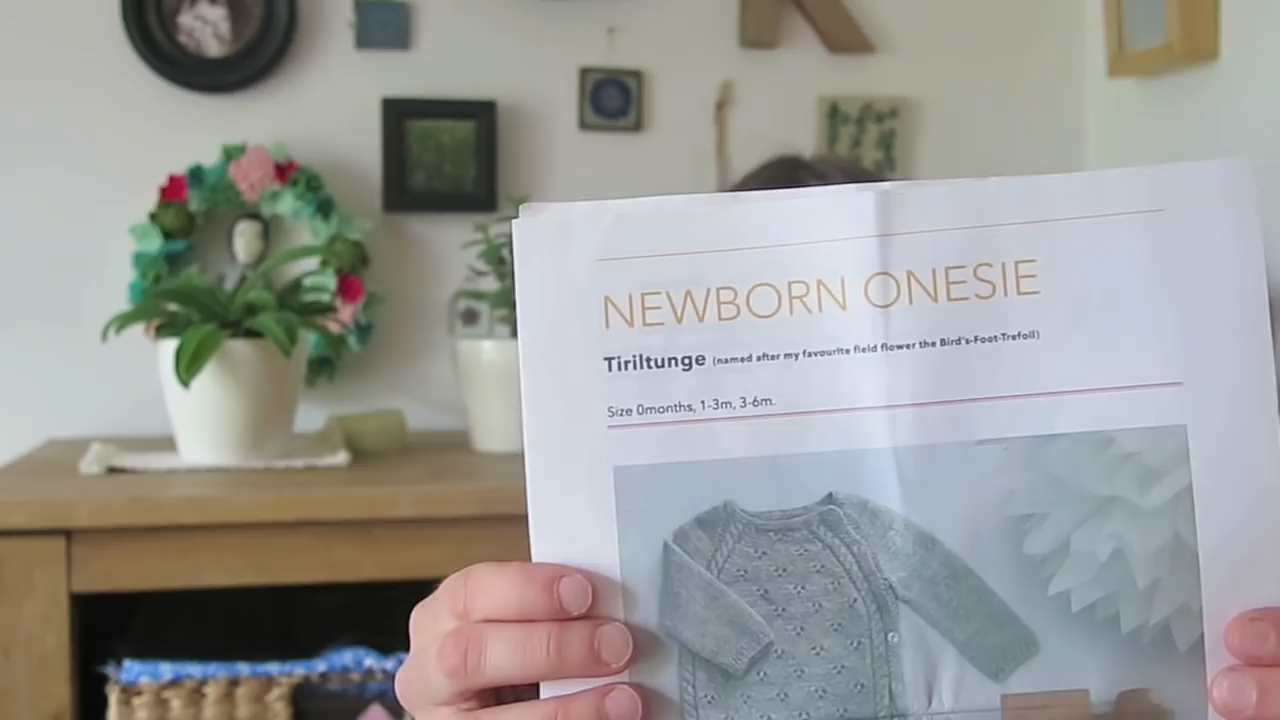 NEWBORN ONESIE
Tiriltunge (named after my favourite field flower the Bird's-Foot-Trefoil)
Size 0months, 1-3m, 3-6m.